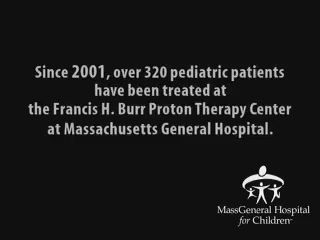 Since 2001, over 320 pediatric patients
have been treated at
the Francis H. Burr Proton Therapy Center
at Massachusetts General Hospital.
MassGeneral Hospital
for Children™